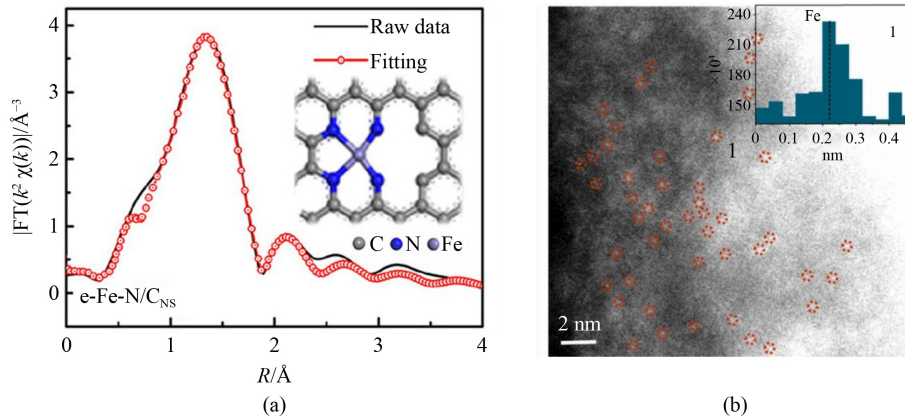 4
3
2
1
0
|FT(k² χ(k))|/Å⁻³
Raw data
Fitting
C N Fe
e-Fe-N/C_NS
0 1 2 3 4
R/Å
(a)
(b)
240
210
180
150
×10³
Fe
1
0 0.1 0.2 0.3 0.4
nm
1
2 nm